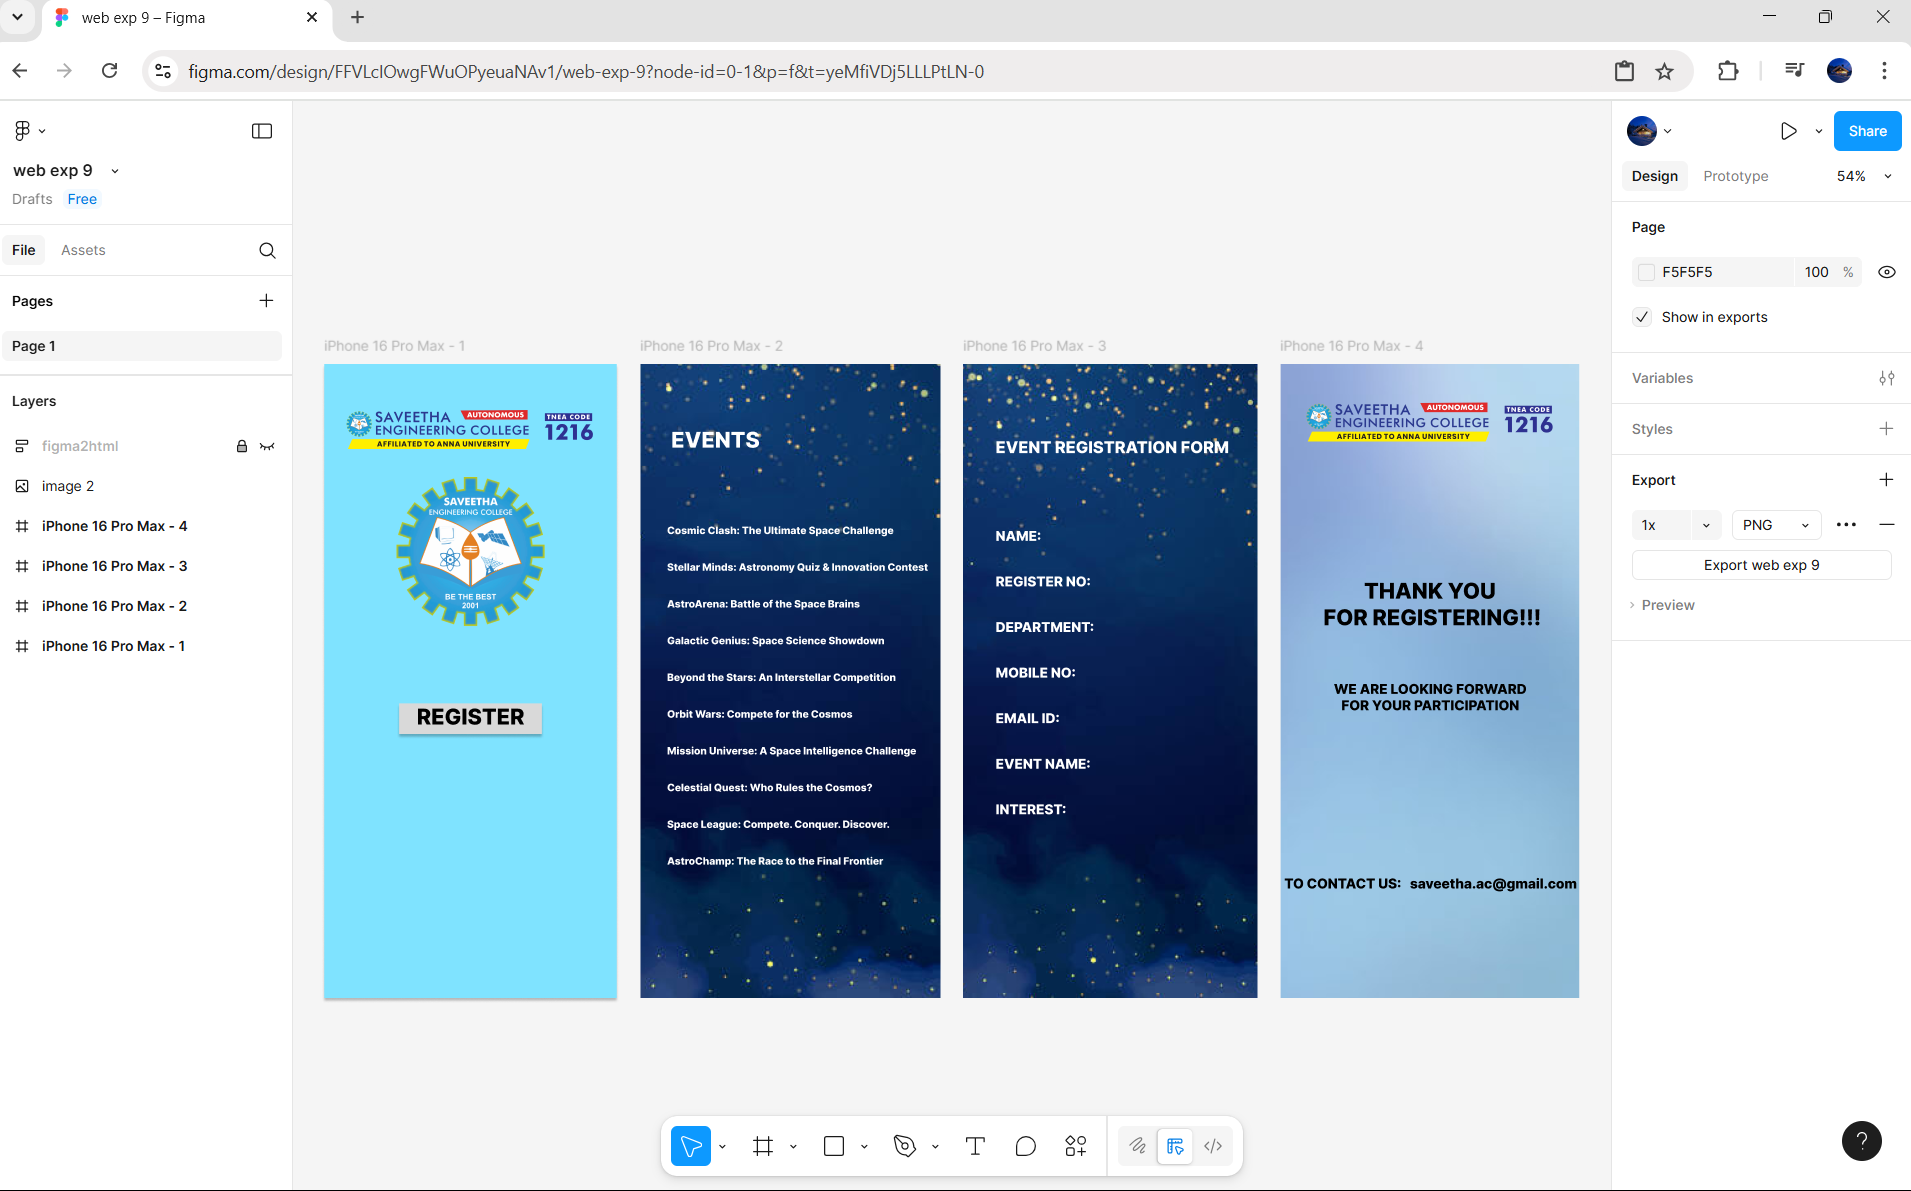 web exp 9 – Figma
figma.com/design/FFVLcIOwgFWuOPyeuaNAv1/web-exp-9?node-id=0-1&p=f&t=yeMfiVDj5LLLPtLN-0
web exp 9
Drafts Free
File Assets
Pages
Page 1
Layers
figma2html
image 2
iPhone 16 Pro Max - 4
iPhone 16 Pro Max - 3
iPhone 16 Pro Max - 2
iPhone 16 Pro Max - 1
iPhone 16 Pro Max - 1
SAVEETHA AUTONOMOUS
ENGINEERING COLLEGE
AFFILIATED TO ANNA UNIVERSITY
TNEA CODE
1216
SAVEETHA
ENGINEERING COLLEGE
BE THE BEST
2001
REGISTER
iPhone 16 Pro Max - 2
EVENTS
Cosmic Clash: The Ultimate Space Challenge
Stellar Minds: Astronomy Quiz & Innovation Contest
AstroArena: Battle of the Space Brains
Galactic Genius: Space Science Showdown
Beyond the Stars: An Interstellar Competition
Orbit Wars: Compete for the Cosmos
Mission Universe: A Space Intelligence Challenge
Celestial Quest: Who Rules the Cosmos?
Space League: Compete. Conquer. Discover.
AstroChamp: The Race to the Final Frontier
iPhone 16 Pro Max - 3
EVENT REGISTRATION FORM
NAME:
REGISTER NO:
DEPARTMENT:
MOBILE NO:
EMAIL ID:
EVENT NAME:
INTEREST:
iPhone 16 Pro Max - 4
SAVEETHA AUTONOMOUS
ENGINEERING COLLEGE
AFFILIATED TO ANNA UNIVERSITY
TNEA CODE
1216
THANK YOU
FOR REGISTERING!!!
WE ARE LOOKING FORWARD
FOR YOUR PARTICIPATION
TO CONTACT US: saveetha.ac@gmail.com
Share
Design Prototype 54%
Page
F5F5F5 100 %
Show in exports
Variables
Styles
Export
1x PNG
Export web exp 9
Preview
?